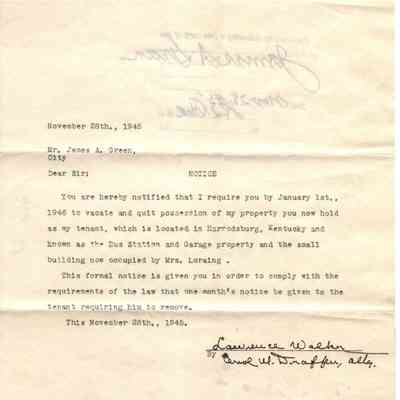 November 28th., 1945
Mr. James A. Green,
City
Dear Sir: NOTICE
You are hereby notified that I require you by January 1st.,
1946 to vacate and quit possession of my property you now hold
as my tenant, which is located in Harrodsburg, Kentucky and
known as the Bus Station and Garage property and the small
building now occupied by Mrs. Loraing .
This formal notice is given you in order to comply with the
requirements of the law that one month's notice be given to the
tenant requiring him to remove.
This November 28th., 1945.
Lawrence Walker
By W. Draffen, atty.